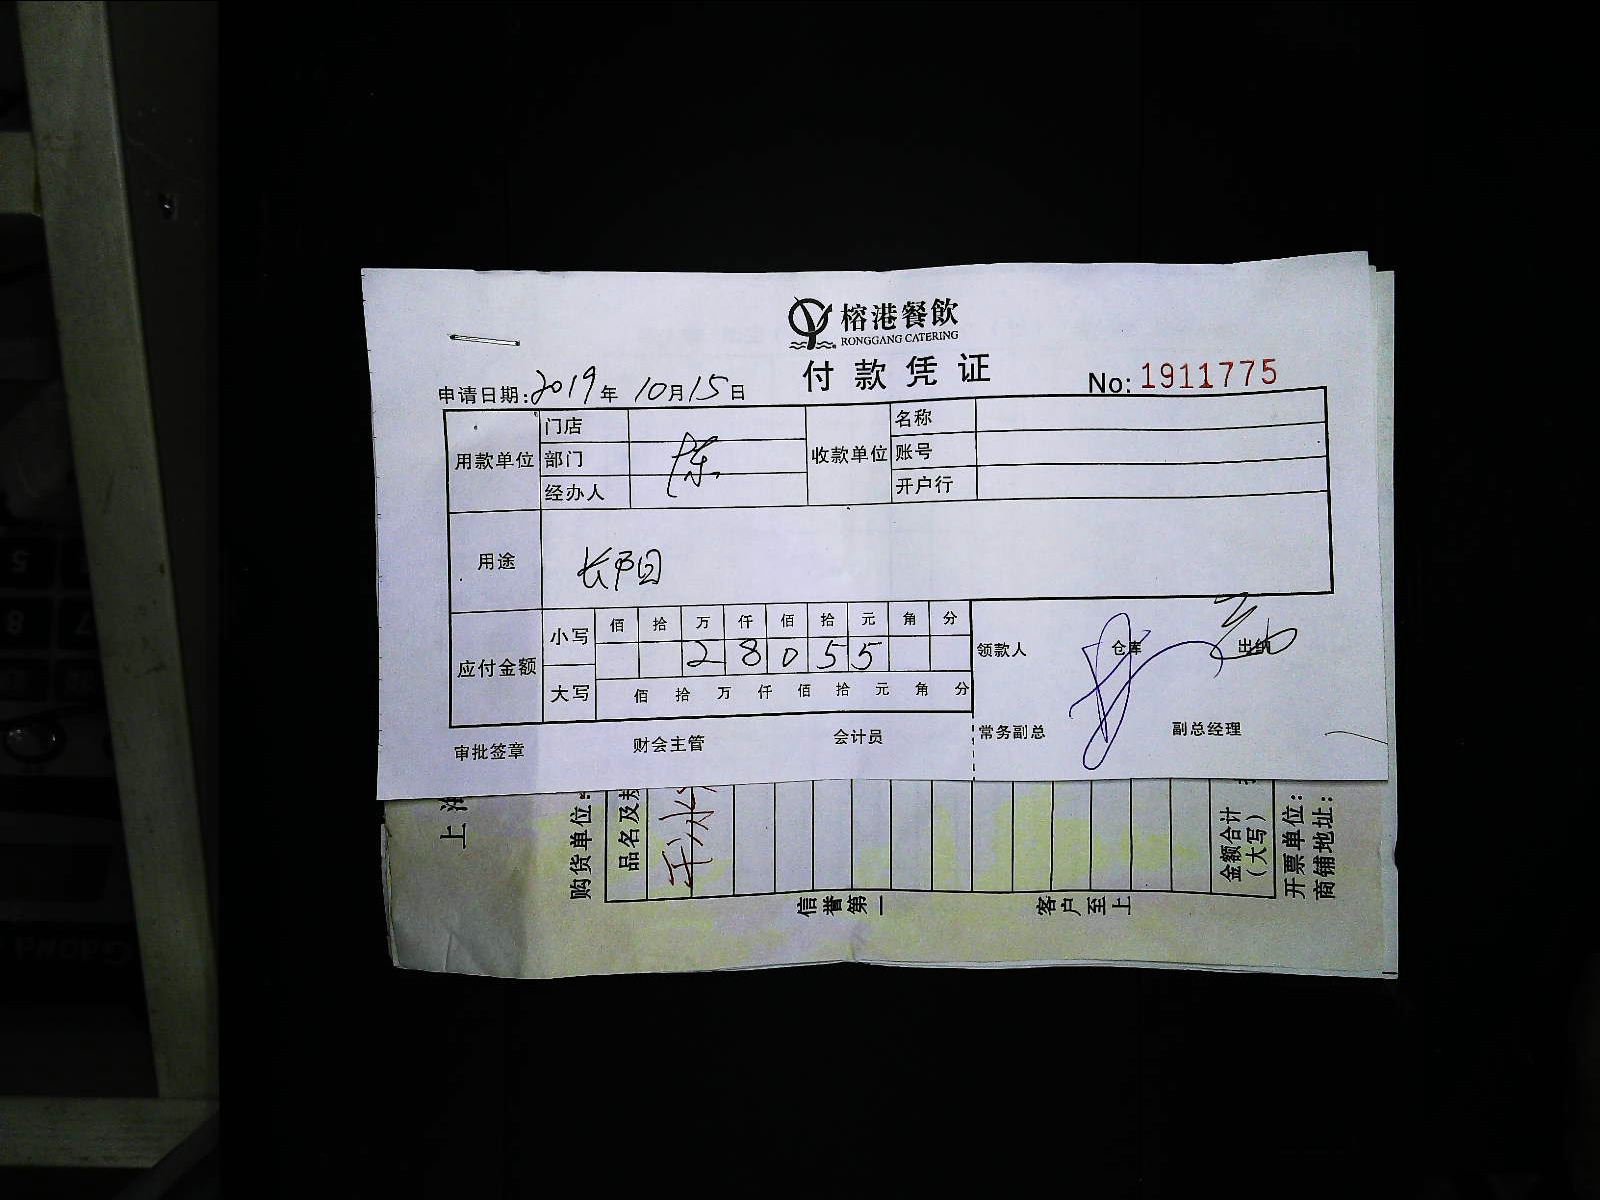 榕港餐飲
RONGGANG CATERING
付款凭证
No: 1911775
申请日期: 2019年 10月15日
用款单位 门店 收款单位 名称
部门 陈 账号
经办人 开户行
用途 长阳
应付金额 小写 佰 拾 万 仟 佰 拾 元 角 分
2 8 0 5 5
大写 佰 拾 万 仟 佰 拾 元 角 分
领款人 仓库 出纳
审批签章 财会主管 会计员 常务副总 副总经理
上海
购货单位:
品名及规
金额合计
(大写)
开票单位:
商铺地址:
信誉第一 客户至上